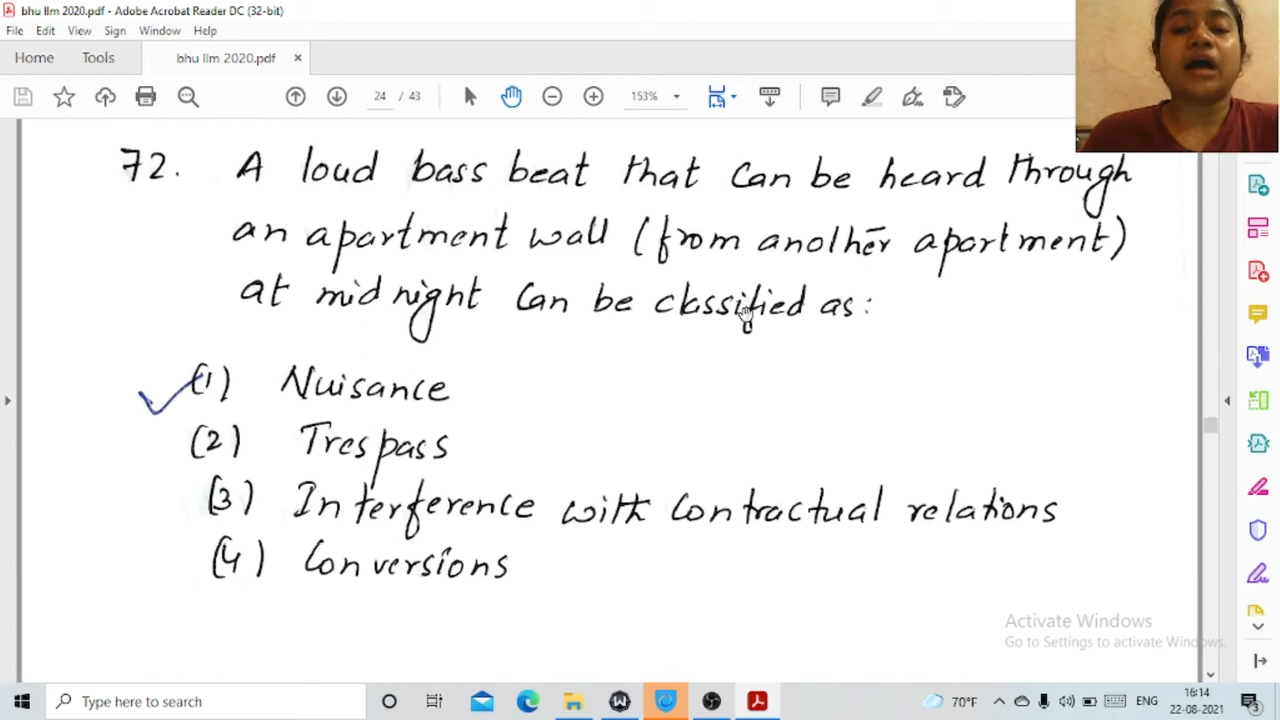 bhu llm 2020.pdf - Adobe Acrobat Reader DC (32-bit)
File Edit View Sign Window Help
Home Tools bhu llm 2020.pdf ×
24 / 43 153%
72. A loud bass beat that can be heard through
an apartment wall (from another apartment)
at midnight can be classified as:
(1) Nuisance
(2) Trespass
(3) Interference with contractual relations
(4) Conversions
Activate Windows
Go to Settings to activate Windows.
Type here to search
70°F ENG 16:14
22-08-2021
3